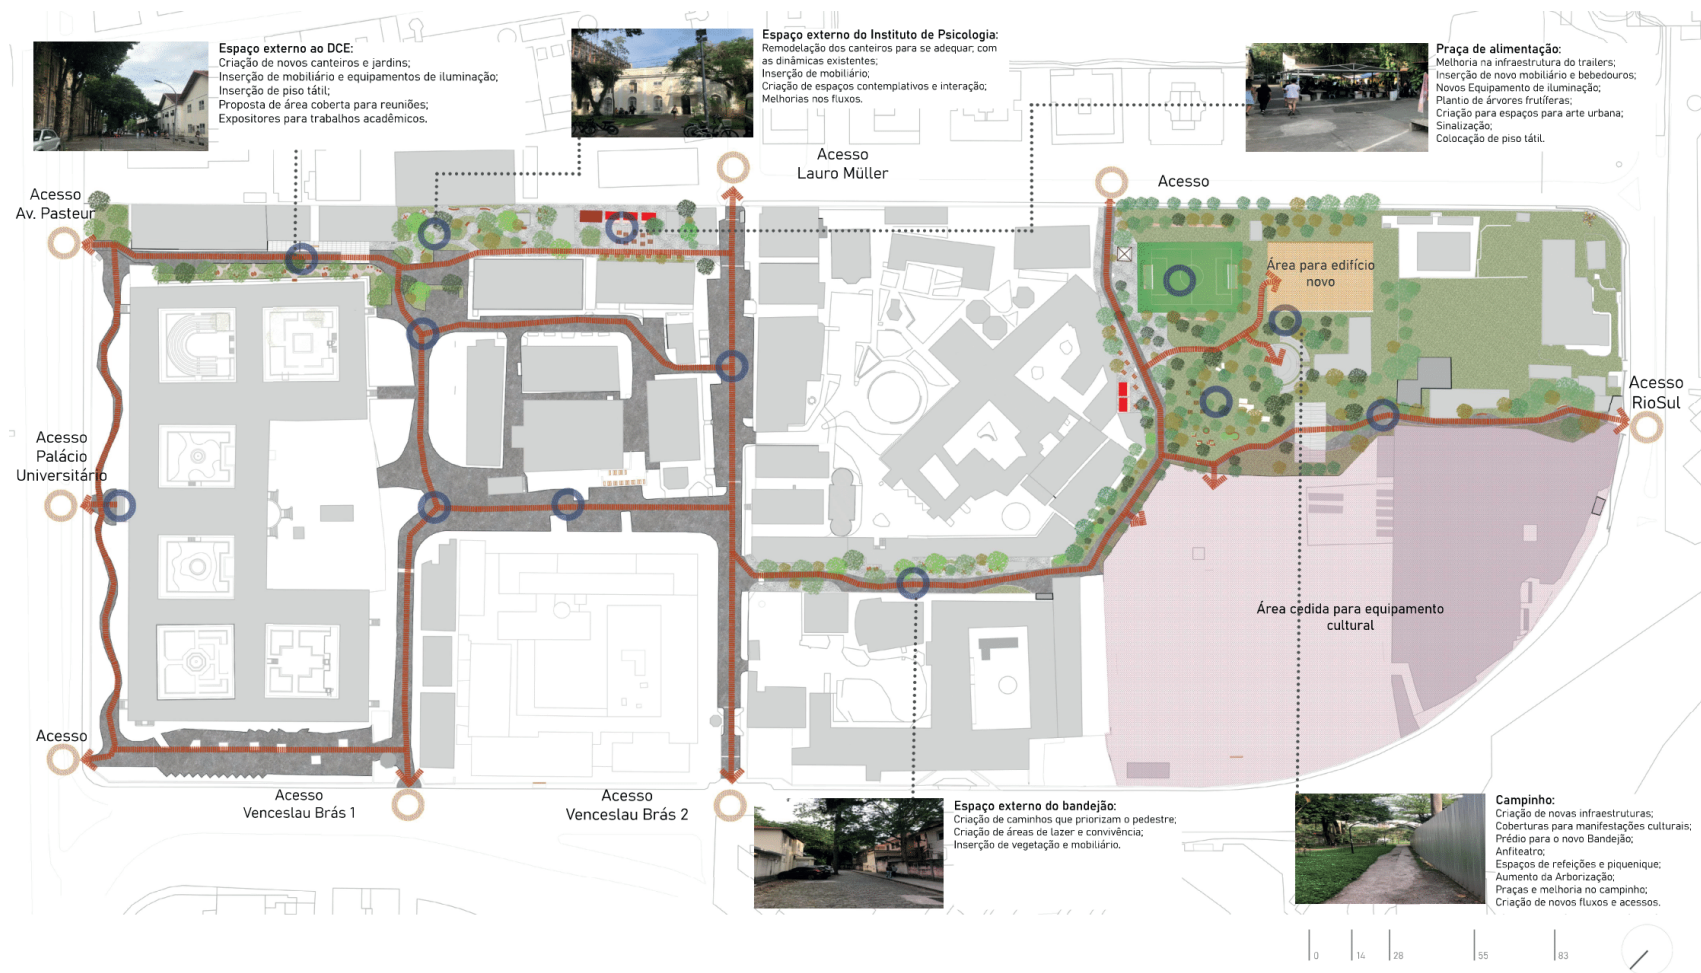 Espaço externo ao DCE:
Criação de novos canteiros e jardins;
Inserção de mobiliário e equipamentos de iluminação;
Inserção de piso tátil;
Proposta de área coberta para reuniões;
Expositores para trabalhos acadêmicos.
Espaço externo do Instituto de Psicologia:
Remodelação dos canteiros para se adequar; com
as dinâmicas existentes;
Inserção de mobiliário;
Criação de espaços contemplativos e interação;
Melhorias nos fluxos.
Praça de alimentação:
Melhoria na infraestrutura do trailers;
Inserção de novo mobiliário e bebedouros;
Novos Equipamento de iluminação;
Plantio de árvores frutíferas;
Criação para espaços para arte urbana;
Sinalização;
Colocação de piso tátil.
Acesso
Lauro Müller
Acesso
Acesso
Av. Pasteur
Área para edifício
novo
Acesso
RioSul
Acesso
Palácio
Universitário
Área cedida para equipamento
cultural
Acesso
Acesso
Venceslau Brás 1
Acesso
Venceslau Brás 2
Espaço externo do bandejão:
Criação de caminhos que priorizam o pedestre;
Criação de áreas de lazer e convivência;
Inserção de vegetação e mobiliário.
Campinho:
Criação de novas infraestruturas;
Coberturas para manifestações culturais;
Prédio para o novo Bandejão;
Anfiteatro;
Espaços de refeições e piquenique;
Aumento da Arborização;
Praças e melhoria no campinho;
Criação de novos fluxos e acessos.
0 14 28 55 83